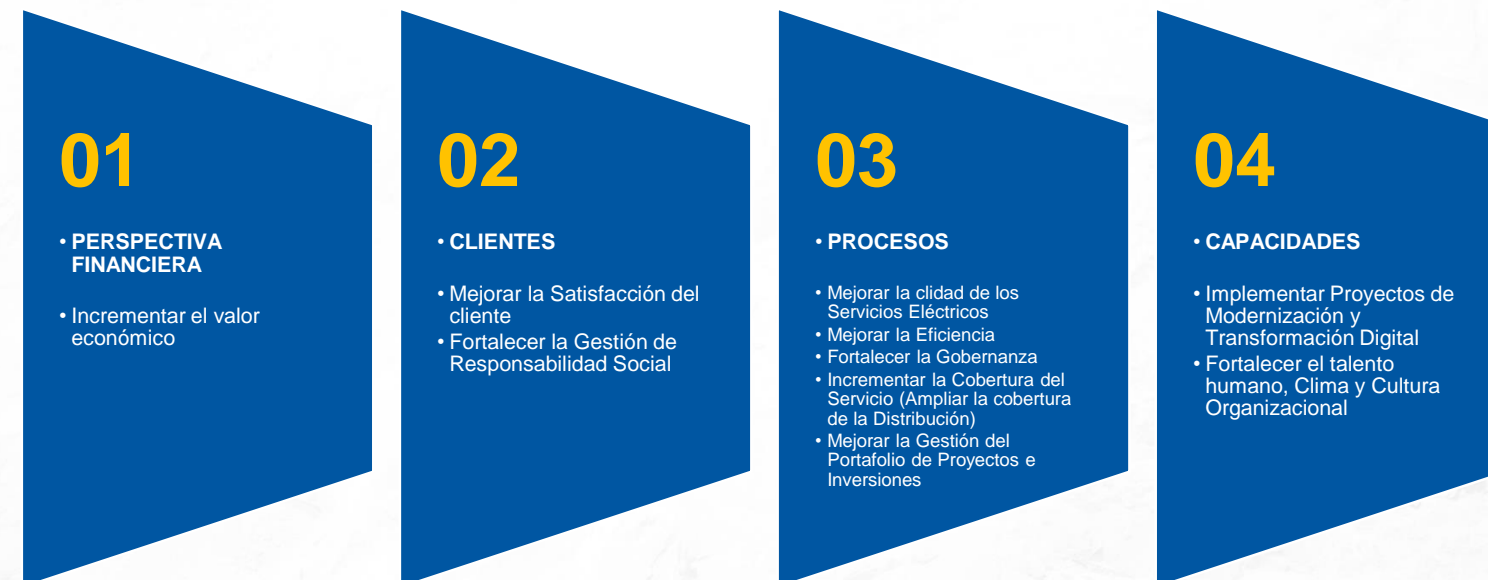 01
• PERSPECTIVA
FINANCIERA
• Incrementar el valor
económico
02
• CLIENTES
• Mejorar la Satisfacción del
cliente
• Fortalecer la Gestión de
Responsabilidad Social
03
• PROCESOS
• Mejorar la clidad de los
Servicios Eléctricos
• Mejorar la Eficiencia
• Fortalecer la Gobernanza
• Incrementar la Cobertura del
Servicio (Ampliar la cobertura
de la Distribución)
• Mejorar la Gestión del
Portafolio de Proyectos e
Inversiones
04
• CAPACIDADES
• Implementar Proyectos de
Modernización y
Transformación Digital
• Fortalecer el talento
humano, Clima y Cultura
Organizacional